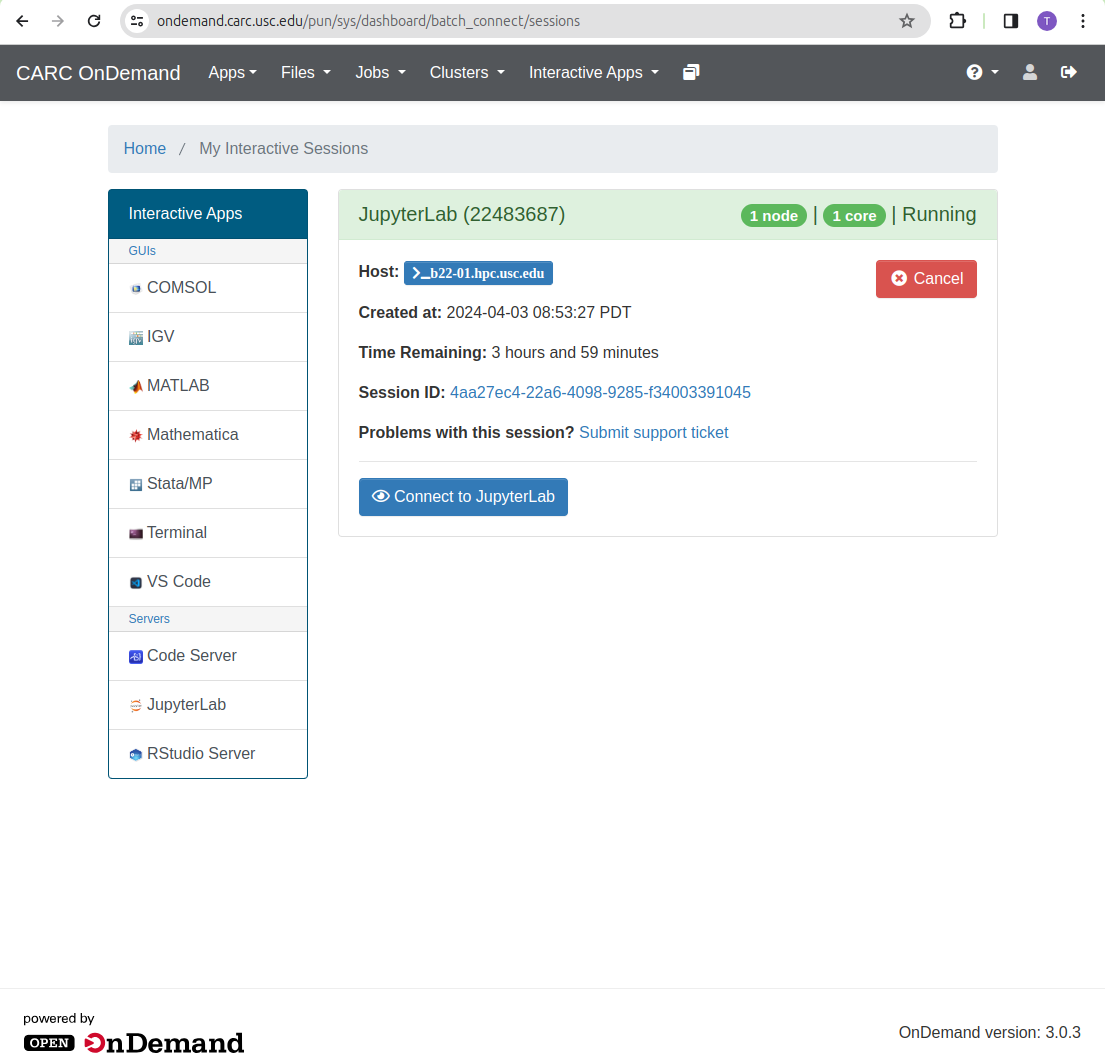 ondemand.carc.usc.edu/pun/sys/dashboard/batch_connect/sessions
T
CARC OnDemand Apps Files Jobs Clusters Interactive Apps
Home / My Interactive Sessions
Interactive Apps
GUIs
COMSOL
IGV
MATLAB
Mathematica
Stata/MP
Terminal
VS Code
Servers
Code Server
JupyterLab
RStudio Server
JupyterLab (22483687) 1 node | 1 core | Running
Host: >_b22-01.hpc.usc.edu
Cancel
Created at: 2024-04-03 08:53:27 PDT
Time Remaining: 3 hours and 59 minutes
Session ID: 4aa27ec4-22a6-4098-9285-f34003391045
Problems with this session? Submit support ticket
Connect to JupyterLab
powered by
OPEN OnDemand
OnDemand version: 3.0.3